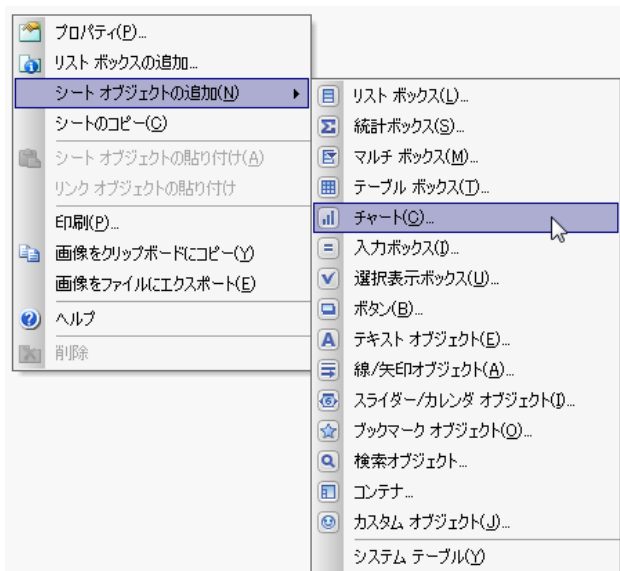 プロパティ(P)...
リスト ボックスの追加...
シート オブジェクトの追加(N)
シートのコピー(C)
シート オブジェクトの貼り付け(A)
リンク オブジェクトの貼り付け
印刷(P)...
画像をクリップボードにコピー(Y)
画像をファイルにエクスポート(E)
ヘルプ
削除
リスト ボックス(L)...
統計ボックス(S)...
マルチ ボックス(M)...
テーブル ボックス(T)...
チャート(C)...
入力ボックス(I)...
選択表示ボックス(U)...
ボタン(B)...
テキスト オブジェクト(E)...
線/矢印オブジェクト(A)...
スライダー/カレンダ オブジェクト(I)...
ブックマーク オブジェクト(O)...
検索オブジェクト...
コンテナ...
カスタム オブジェクト(J)...
システム テーブル(Y)